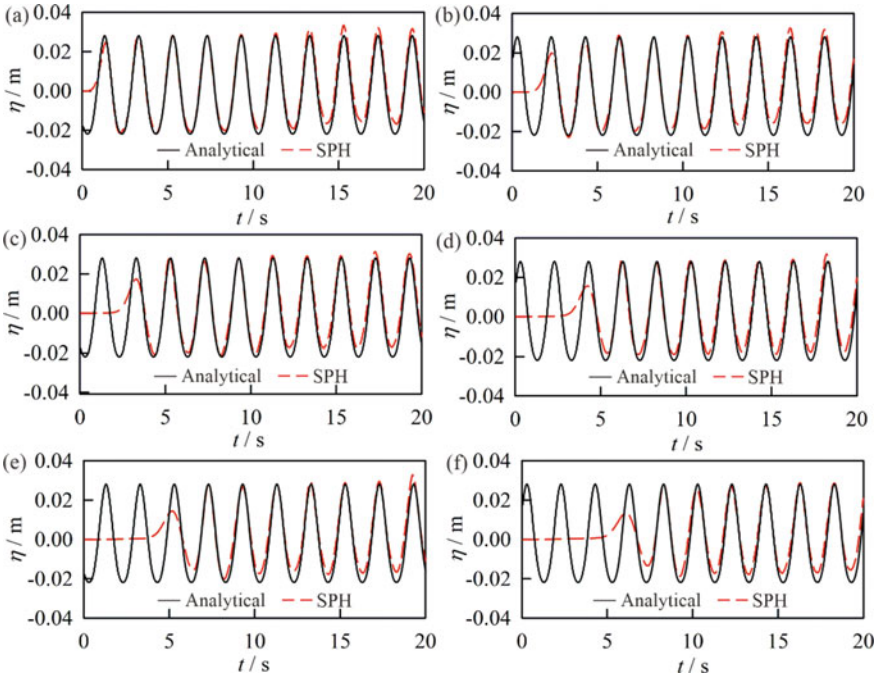 (a)
0.04
0.02
0.00
-0.02
-0.04
η / m
Analytical
SPH
0 5 10 15 20
t / s
(b)
0.04
0.02
0.00
-0.02
-0.04
η / m
Analytical
SPH
0 5 10 15 20
t / s
(c)
0.04
0.02
0.00
-0.02
-0.04
η / m
Analytical
SPH
0 5 10 15 20
t / s
(d)
0.04
0.02
0.00
-0.02
-0.04
η / m
Analytical
SPH
0 5 10 15 20
t / s
(e)
0.04
0.02
0.00
-0.02
-0.04
η / m
Analytical
SPH
0 5 10 15 20
t / s
(f)
0.04
0.02
0.00
-0.02
-0.04
η / m
Analytical
SPH
0 5 10 15 20
t / s